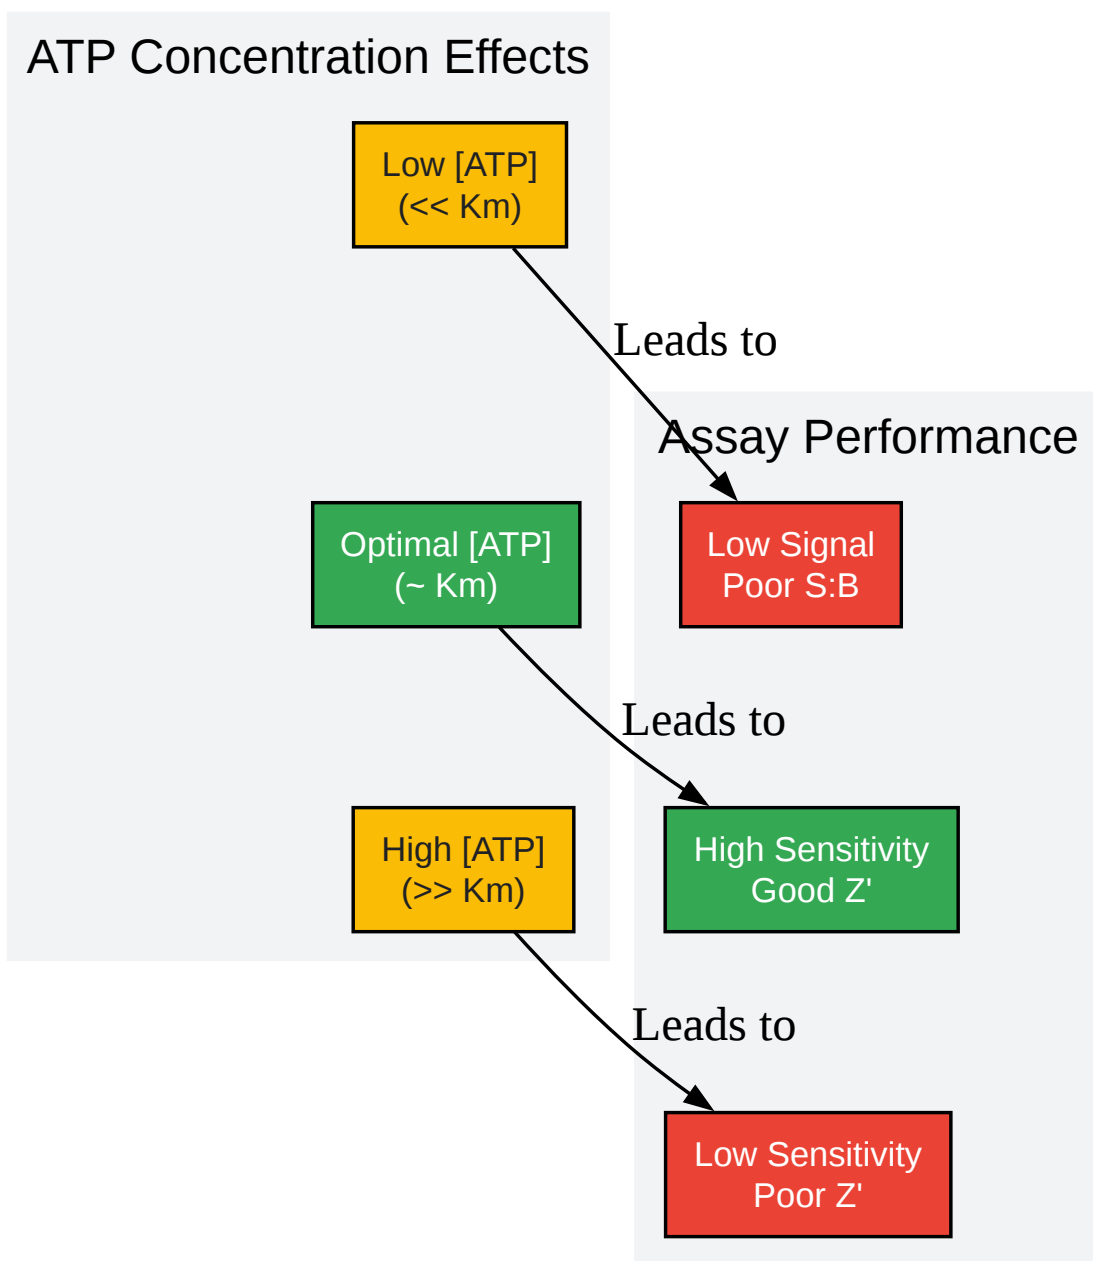 ATP Concentration Effects
Low [ATP]
(<< Km)
Leads to
Assay Performance
Optimal [ATP]
(~ Km)
Low Signal
Poor S:B
Leads to
High [ATP]
(>> Km)
High Sensitivity
Good Z'
Leads to
Low Sensitivity
Poor Z'